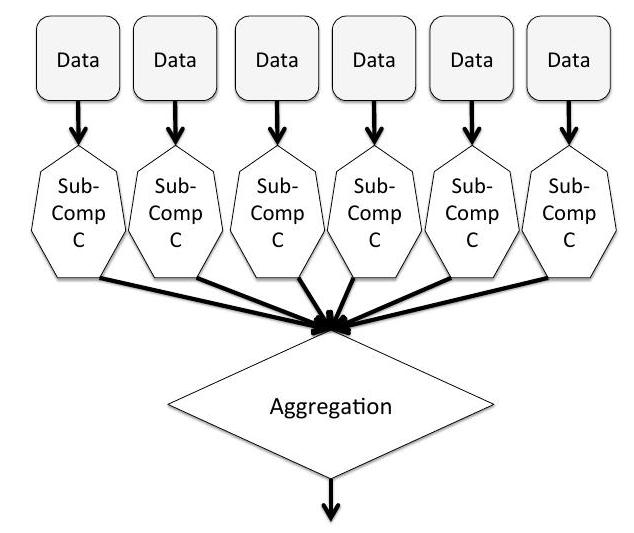 Data Data Data Data Data Data
Sub- Sub- Sub- Sub- Sub- Sub-
Comp Comp Comp Comp Comp Comp
C C C C C C
Aggregation